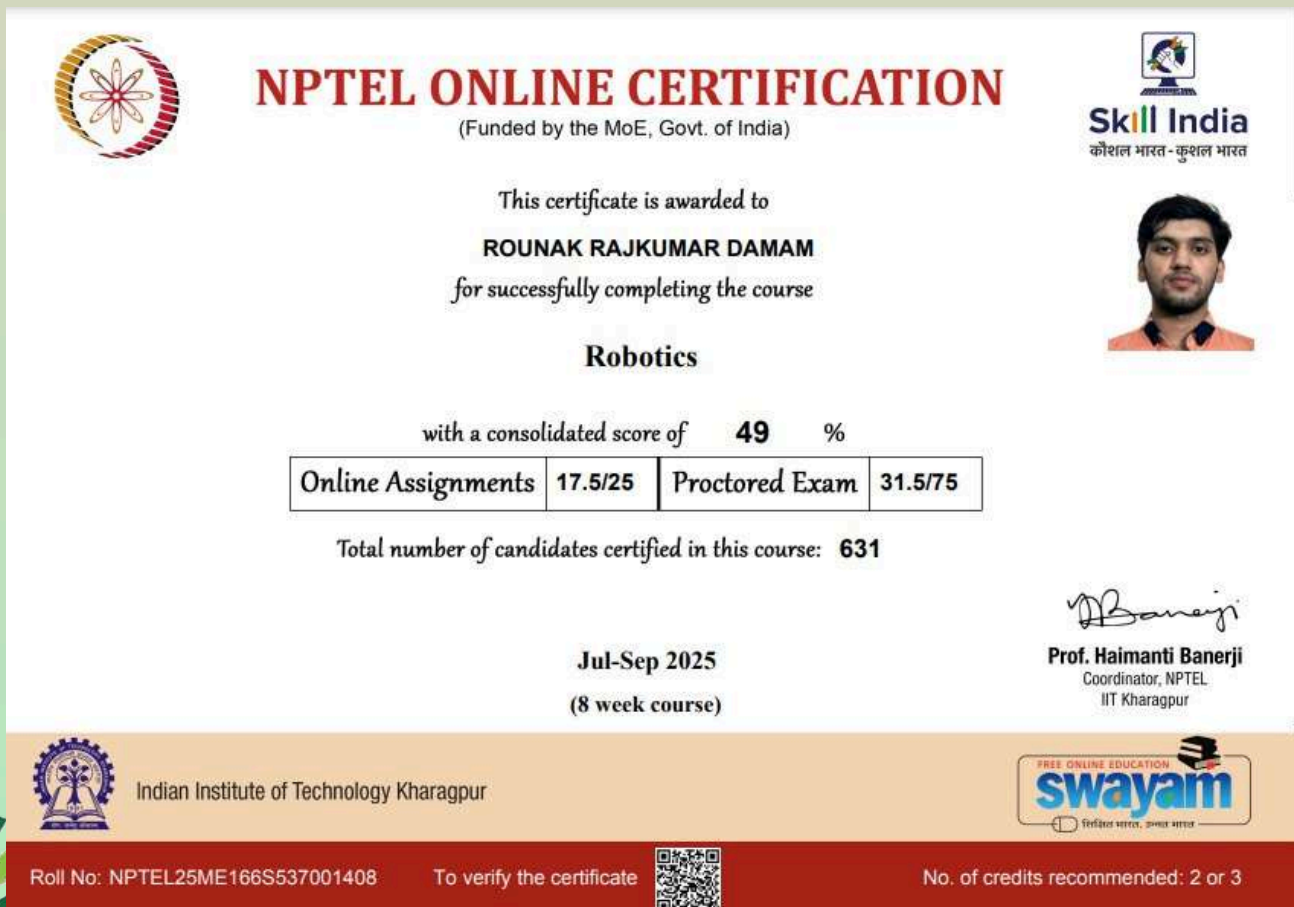 NPTEL ONLINE CERTIFICATION
(Funded by the MoE, Govt. of India)
Skill India
कौशल भारत - कुशल भारत
This certificate is awarded to
ROUNAK RAJKUMAR DAMAM
for successfully completing the course
Robotics
with a consolidated score of 49 %
Online Assignments 17.5/25 Proctored Exam 31.5/75
Total number of candidates certified in this course: 631
Prof. Haimanti Banerji
Coordinator, NPTEL
IIT Kharagpur
Jul-Sep 2025
(8 week course)
Indian Institute of Technology Kharagpur
FREE ONLINE EDUCATION
swayam
शिक्षित भारत, उन्नत भारत
Roll No: NPTEL25ME166S537001408 To verify the certificate No. of credits recommended: 2 or 3